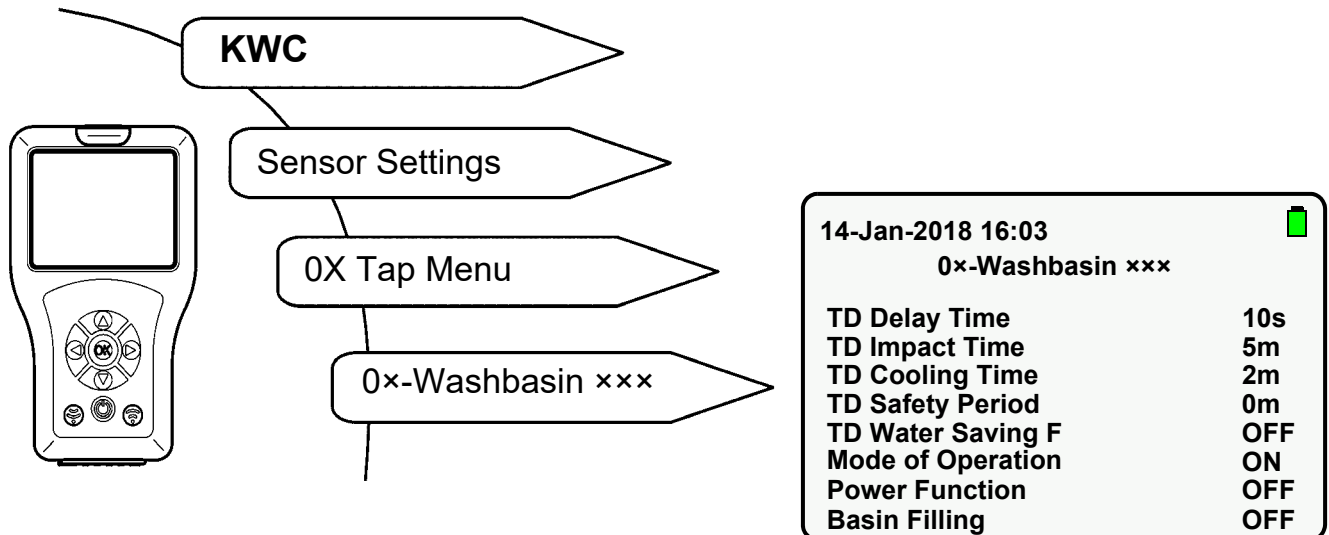 KWC
Sensor Settings
0X Tap Menu
0×-Washbasin ×××
OK
14-Jan-2018 16:03
0×-Washbasin ×××
TD Delay Time 10s
TD Impact Time 5m
TD Cooling Time 2m
TD Safety Period 0m
TD Water Saving F OFF
Mode of Operation ON
Power Function OFF
Basin Filling OFF